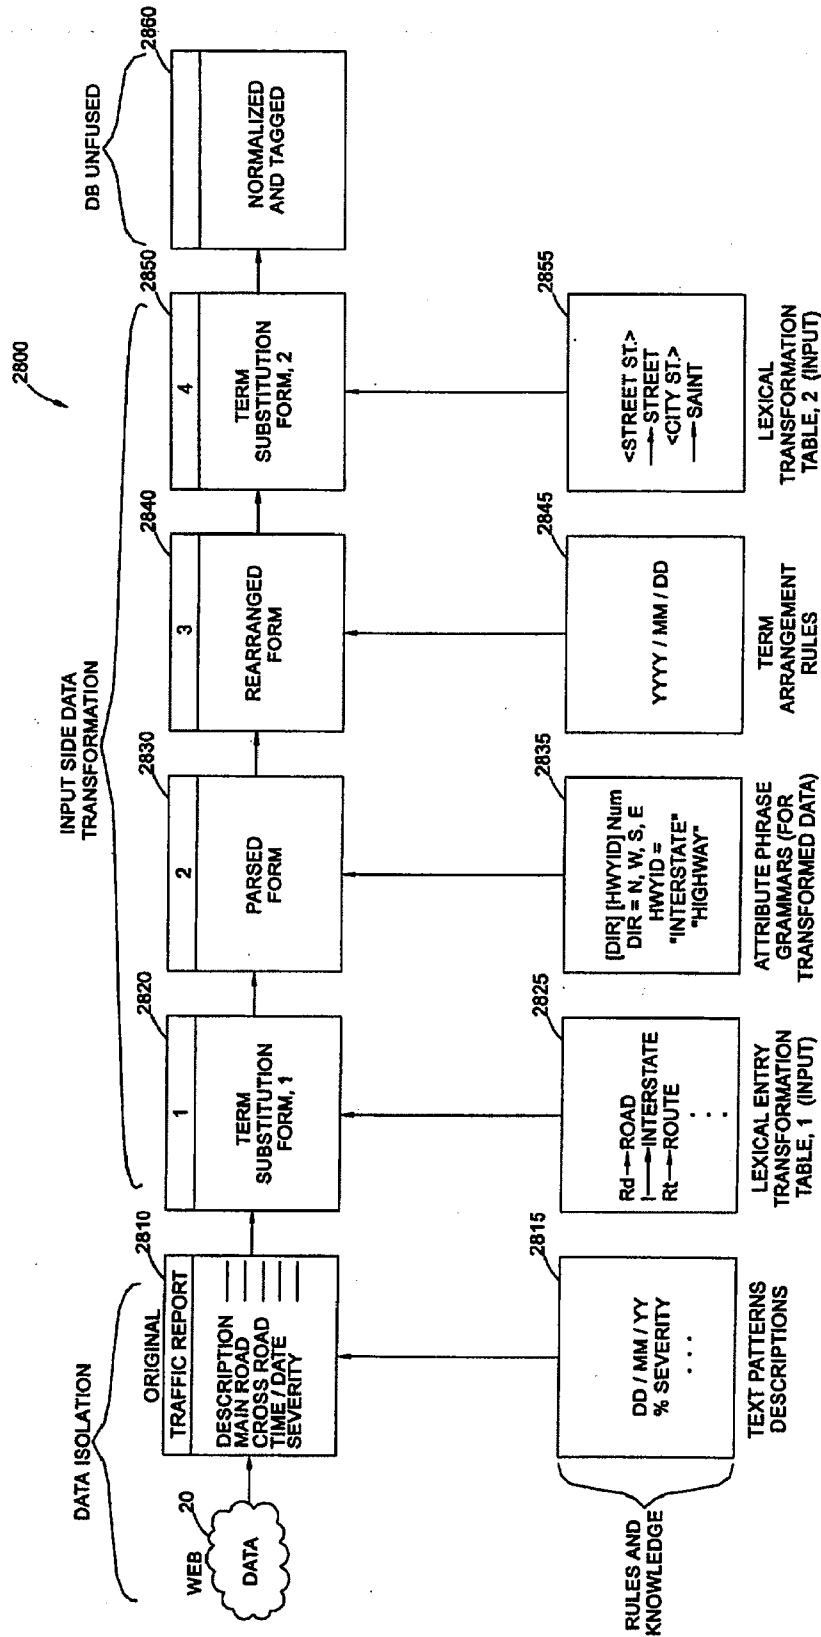 2800
DATA ISOLATION
INPUT SIDE DATA
TRANSFORMATION
DB UNFUSED
WEB
20
DATA
ORIGINAL
2810
TRAFFIC REPORT
DESCRIPTION
MAIN ROAD
CROSS ROAD
TIME / DATE
SEVERITY
2820
1
TERM
SUBSTITUTION
FORM, 1
2830
2
PARSED
FORM
2840
3
REARRANGED
FORM
2850
4
TERM
SUBSTITUTION
FORM, 2
2860
NORMALIZED
AND TAGGED
RULES AND
KNOWLEDGE
2815
DD / MM / YY
% SEVERITY
. . .
TEXT PATTERNS
DESCRIPTIONS
2825
Rd → ROAD
I → INTERSTATE
Rt → ROUTE
. . .
LEXICAL ENTRY
TRANSFORMATION
TABLE, 1 (INPUT)
2835
[DIR] [HWYID] Num
DIR = N, W, S, E
HWYID =
"INTERSTATE"
"HIGHWAY"
ATTRIBUTE PHRASE
GRAMMARS (FOR
TRANSFORMED DATA)
2845
YYYY / MM / DD
TERM
ARRANGEMENT
RULES
2855
<STREET ST.>
→ STREET
<CITY ST.>
→ SAINT
LEXICAL
TRANSFORMATION
TABLE, 2 (INPUT)